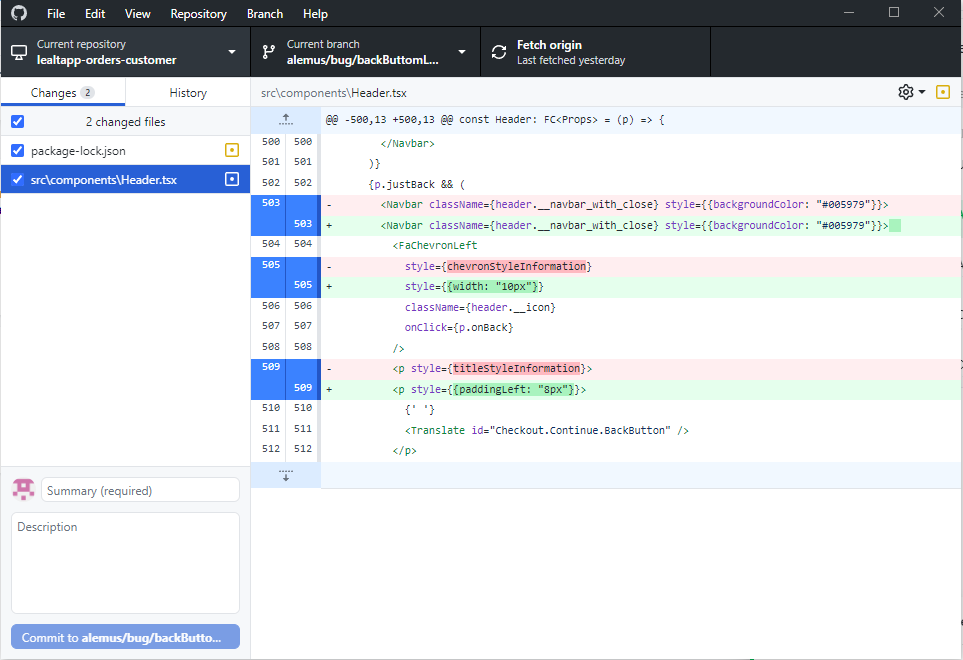 File Edit View Repository Branch Help
Current repository
lealtapp-orders-customer
Current branch
alemus/bug/backButtomL...
Fetch origin
Last fetched yesterday
Changes 2 History
src\components\Header.tsx
2 changed files
package-lock.json
src\components\Header.tsx
@@ -500,13 +500,13 @@ const Header: FC<Props> = (p) => {
500 500 </Navbar>
501 501 )}
502 502 {p.justBack && (
503 - <Navbar className={header.__navbar_with_close} style={{backgroundColor: "#005979"}}>
503 + <Navbar className={header.__navbar_with_close} style={{backgroundColor: "#005979"}}>
504 504 <FaChevronLeft
505 - style={chevronStyleInformation}
505 + style={{width: "10px"}}
506 506 className={header.__icon}
507 507 onClick={p.onBack}
508 508 />
509 - <p style={titleStyleInformation}>
509 + <p style={{paddingLeft: "8px"}}>
510 510 {' '}
511 511 <Translate id="Checkout.Continue.BackButton" />
512 512 </p>
Summary (required)
Description
Commit to alemus/bug/backButto...